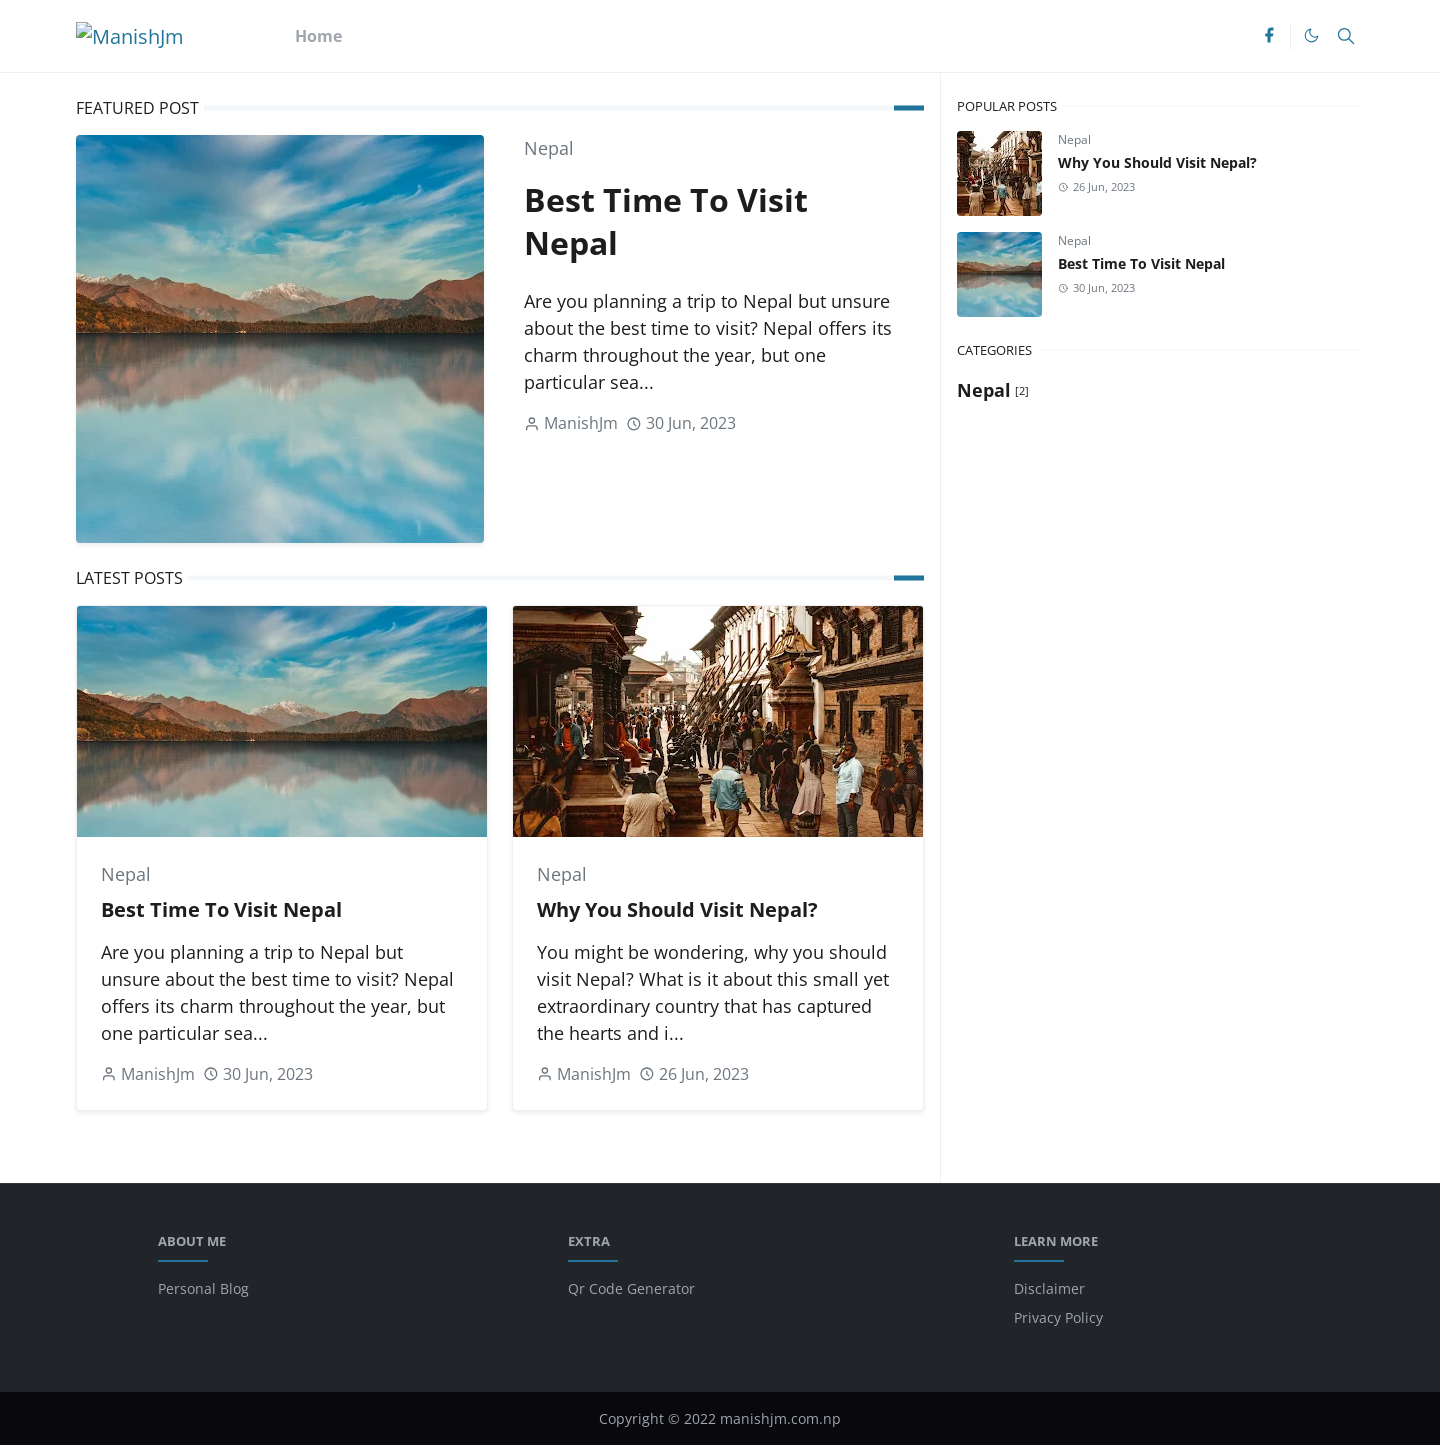 ManishJm
Home
FEATURED POST
Nepal
Best Time To Visit
Nepal
Are you planning a trip to Nepal but unsure
about the best time to visit? Nepal offers its
charm throughout the year, but one
particular sea...
ManishJm 30 Jun, 2023
LATEST POSTS
Nepal
Best Time To Visit Nepal
Are you planning a trip to Nepal but
unsure about the best time to visit? Nepal
offers its charm throughout the year, but
one particular sea...
ManishJm 30 Jun, 2023
Nepal
Why You Should Visit Nepal?
You might be wondering, why you should
visit Nepal? What is it about this small yet
extraordinary country that has captured
the hearts and i...
ManishJm 26 Jun, 2023
POPULAR POSTS
Nepal
Why You Should Visit Nepal?
26 Jun, 2023
Nepal
Best Time To Visit Nepal
30 Jun, 2023
CATEGORIES
Nepal [2]
ABOUT ME
Personal Blog
EXTRA
Qr Code Generator
LEARN MORE
Disclaimer
Privacy Policy
Copyright © 2022 manishjm.com.np